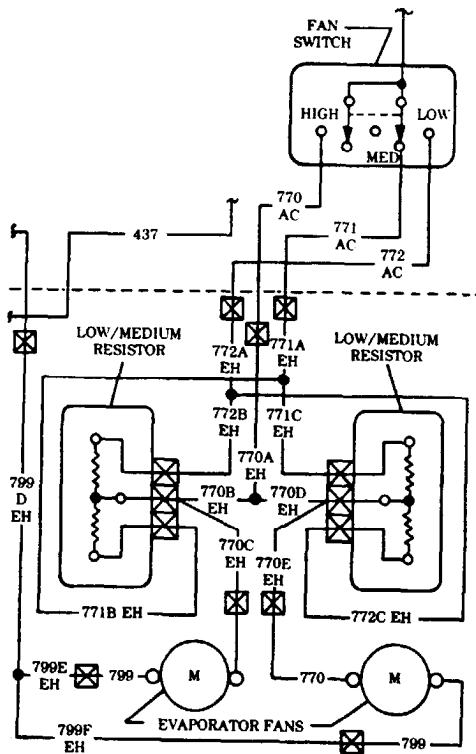 FAN
SWITCH
HIGH
LOW
MED
770
AC
771
AC
437
772
AC
LOW/MEDIUM
RESISTOR
772A
EH
771A
EH
LOW/MEDIUM
RESISTOR
772B
EH
771C
EH
770A
EH
799
D
EH
770B
EH
770D
EH
770C
EH
770E
EH
771B EH
772C EH
799E
EH
799
M
770
M
EVAPORATOR FANS
799F
EH
799